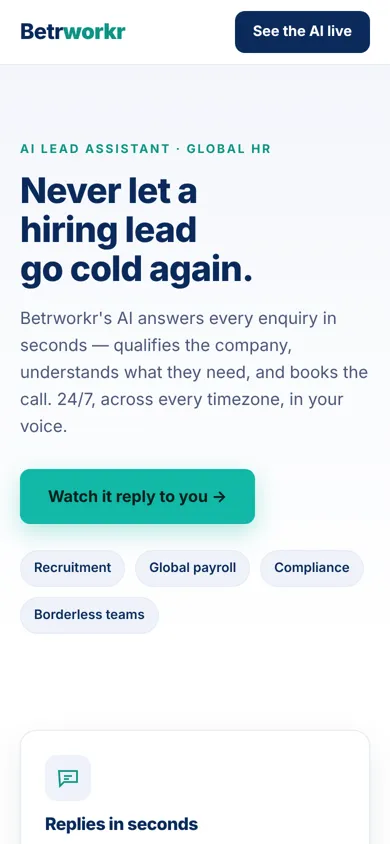 Betrworkr
See the AI live
AI LEAD ASSISTANT · GLOBAL HR
Never let a
hiring lead
go cold again.
Betrworkr's AI answers every enquiry in
seconds — qualifies the company,
understands what they need, and books the
call. 24/7, across every timezone, in your
voice.
Watch it reply to you →
Recruitment
Global payroll
Compliance
Borderless teams
Replies in seconds